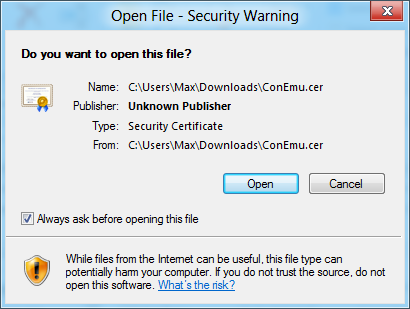 Open File - Security Warning
Do you want to open this file?
Name: C:\Users\Max\Downloads\ConEmu.cer
Publisher: Unknown Publisher
Type: Security Certificate
From: C:\Users\Max\Downloads\ConEmu.cer
Open Cancel
Always ask before opening this file
While files from the Internet can be useful, this file type can
potentially harm your computer. If you do not trust the source, do not
open this software. What's the risk?